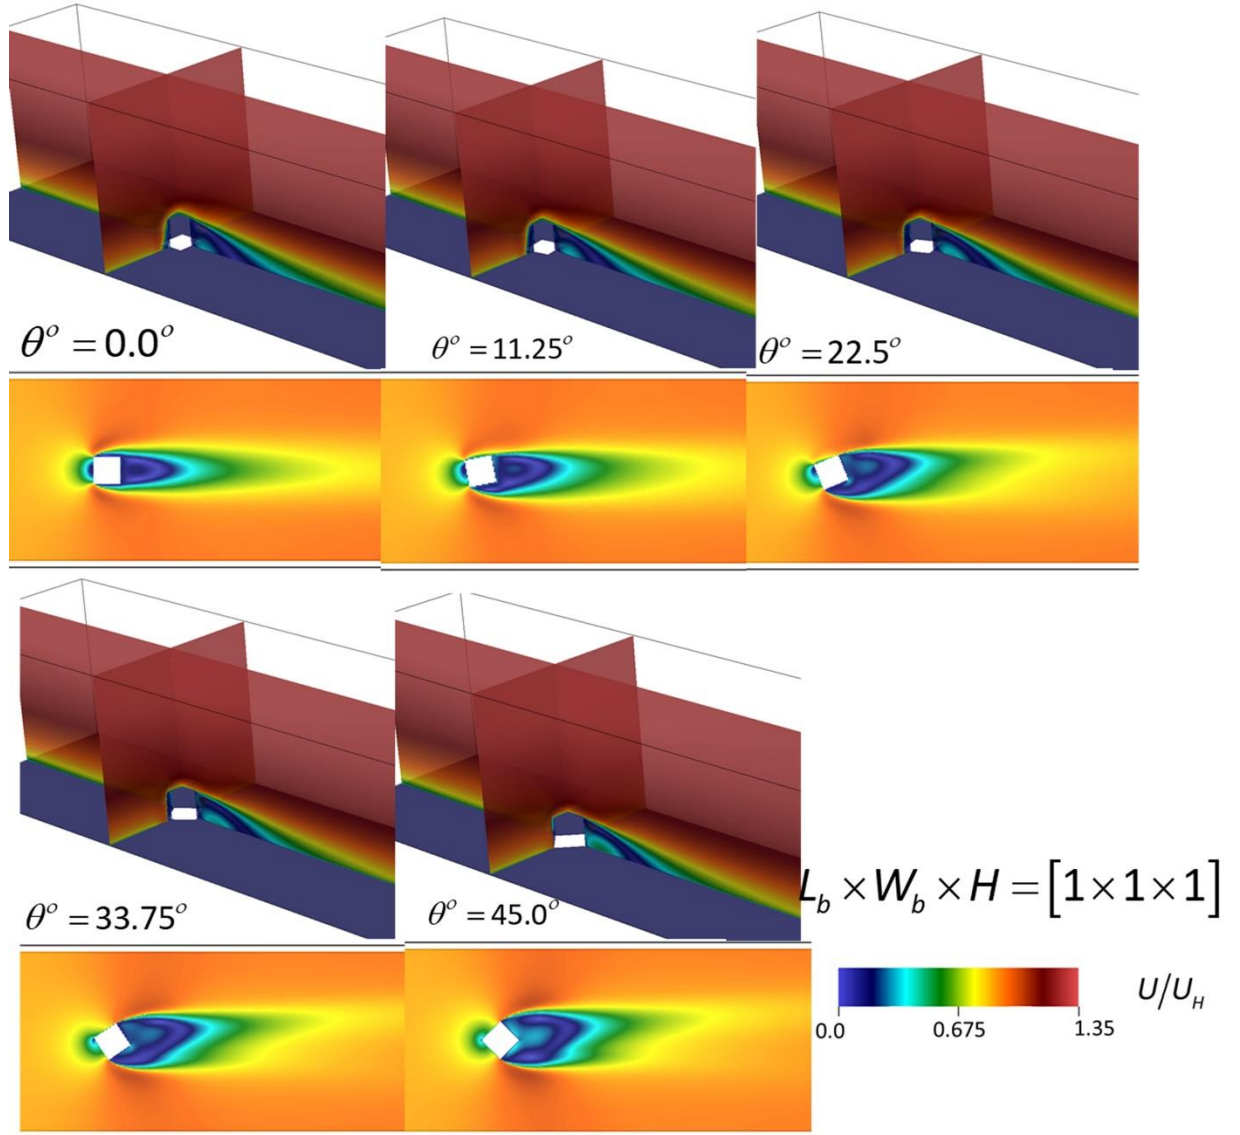 θ° = 0.0°
θ° = 11.25°
θ° = 22.5°
θ° = 33.75°
θ° = 45.0°
L_b × W_b × H = [1×1×1]
U/U_H
0.0 0.675 1.35